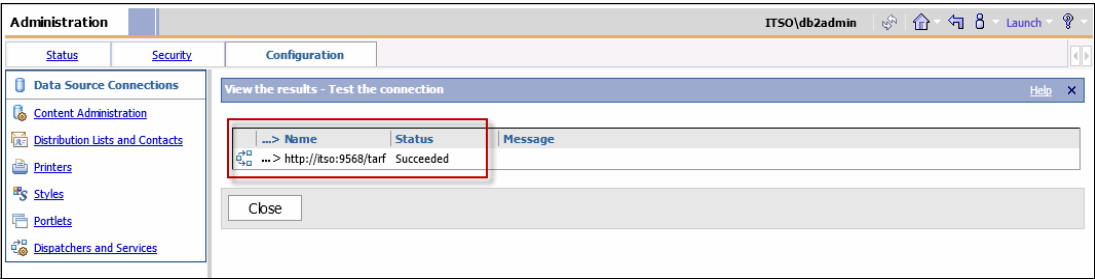 Administration
ITSO\db2admin
Launch
Status
Security
Configuration
Data Source Connections
Content Administration
Distribution Lists and Contacts
Printers
Styles
Portlets
Dispatchers and Services
View the results - Test the connection
Help
...> Name Status Message
...> http://itso:9568/tarf Succeeded
Close